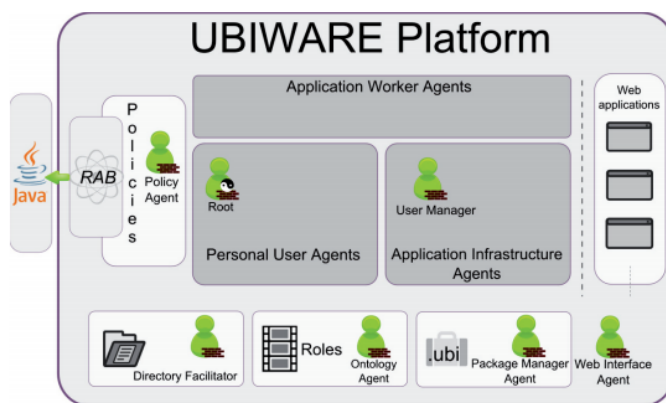 UBIWARE Platform
Java
RAB
Policies
Policy
Agent
Application Worker Agents
Root
Personal User Agents
User Manager
Application Infrastructure
Agents
Web
applications
Directory Facilitator
Roles
Ontology
Agent
.ubi
Package Manager
Agent
Web Interface
Agent